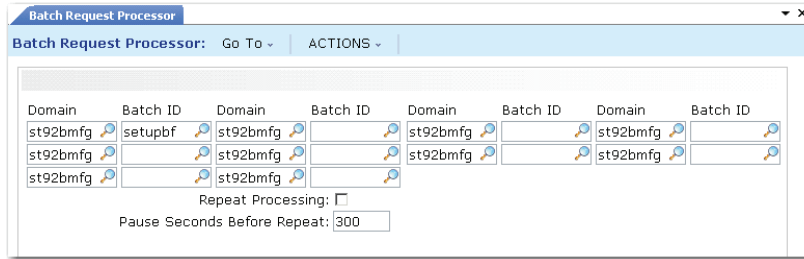 Batch Request Processor
Batch Request Processor: Go To ACTIONS
Domain Batch ID Domain Batch ID Domain Batch ID Domain Batch ID
st92bmfg setupbf st92bmfg st92bmfg st92bmfg
st92bmfg st92bmfg st92bmfg st92bmfg
st92bmfg st92bmfg
Repeat Processing:
Pause Seconds Before Repeat: 300